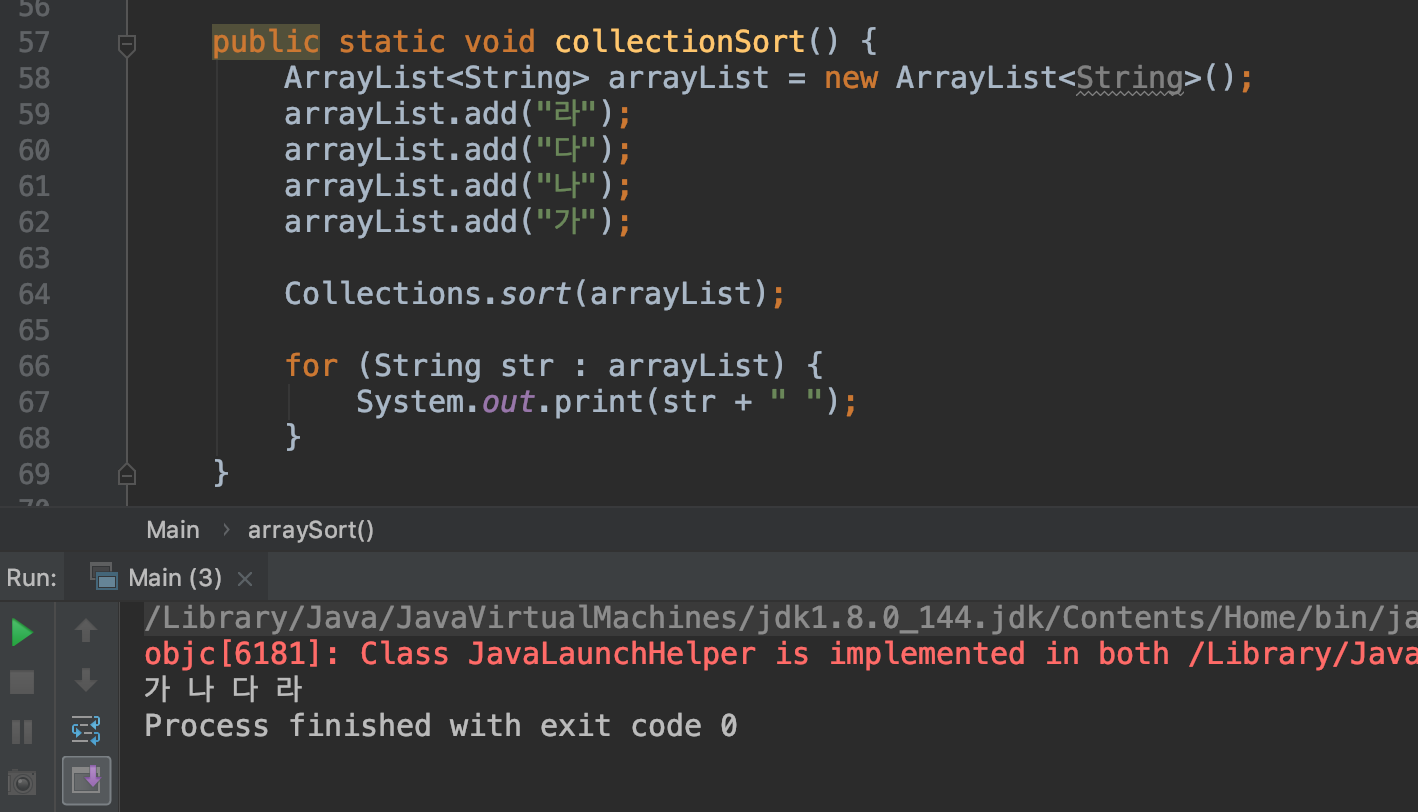 56
57 public static void collectionSort() {
58 ArrayList<String> arrayList = new ArrayList<String>();
59 arrayList.add("라");
60 arrayList.add("다");
61 arrayList.add("나");
62 arrayList.add("가");
63
64 Collections.sort(arrayList);
65
66 for (String str : arrayList) {
67 System.out.print(str + " ");
68 }
69 }
70
Main › arraySort()
Run: Main (3) ×
/Library/Java/JavaVirtualMachines/jdk1.8.0_144.jdk/Contents/Home/bin/ja
objc[6181]: Class JavaLaunchHelper is implemented in both /Library/Java
가 나 다 라
Process finished with exit code 0